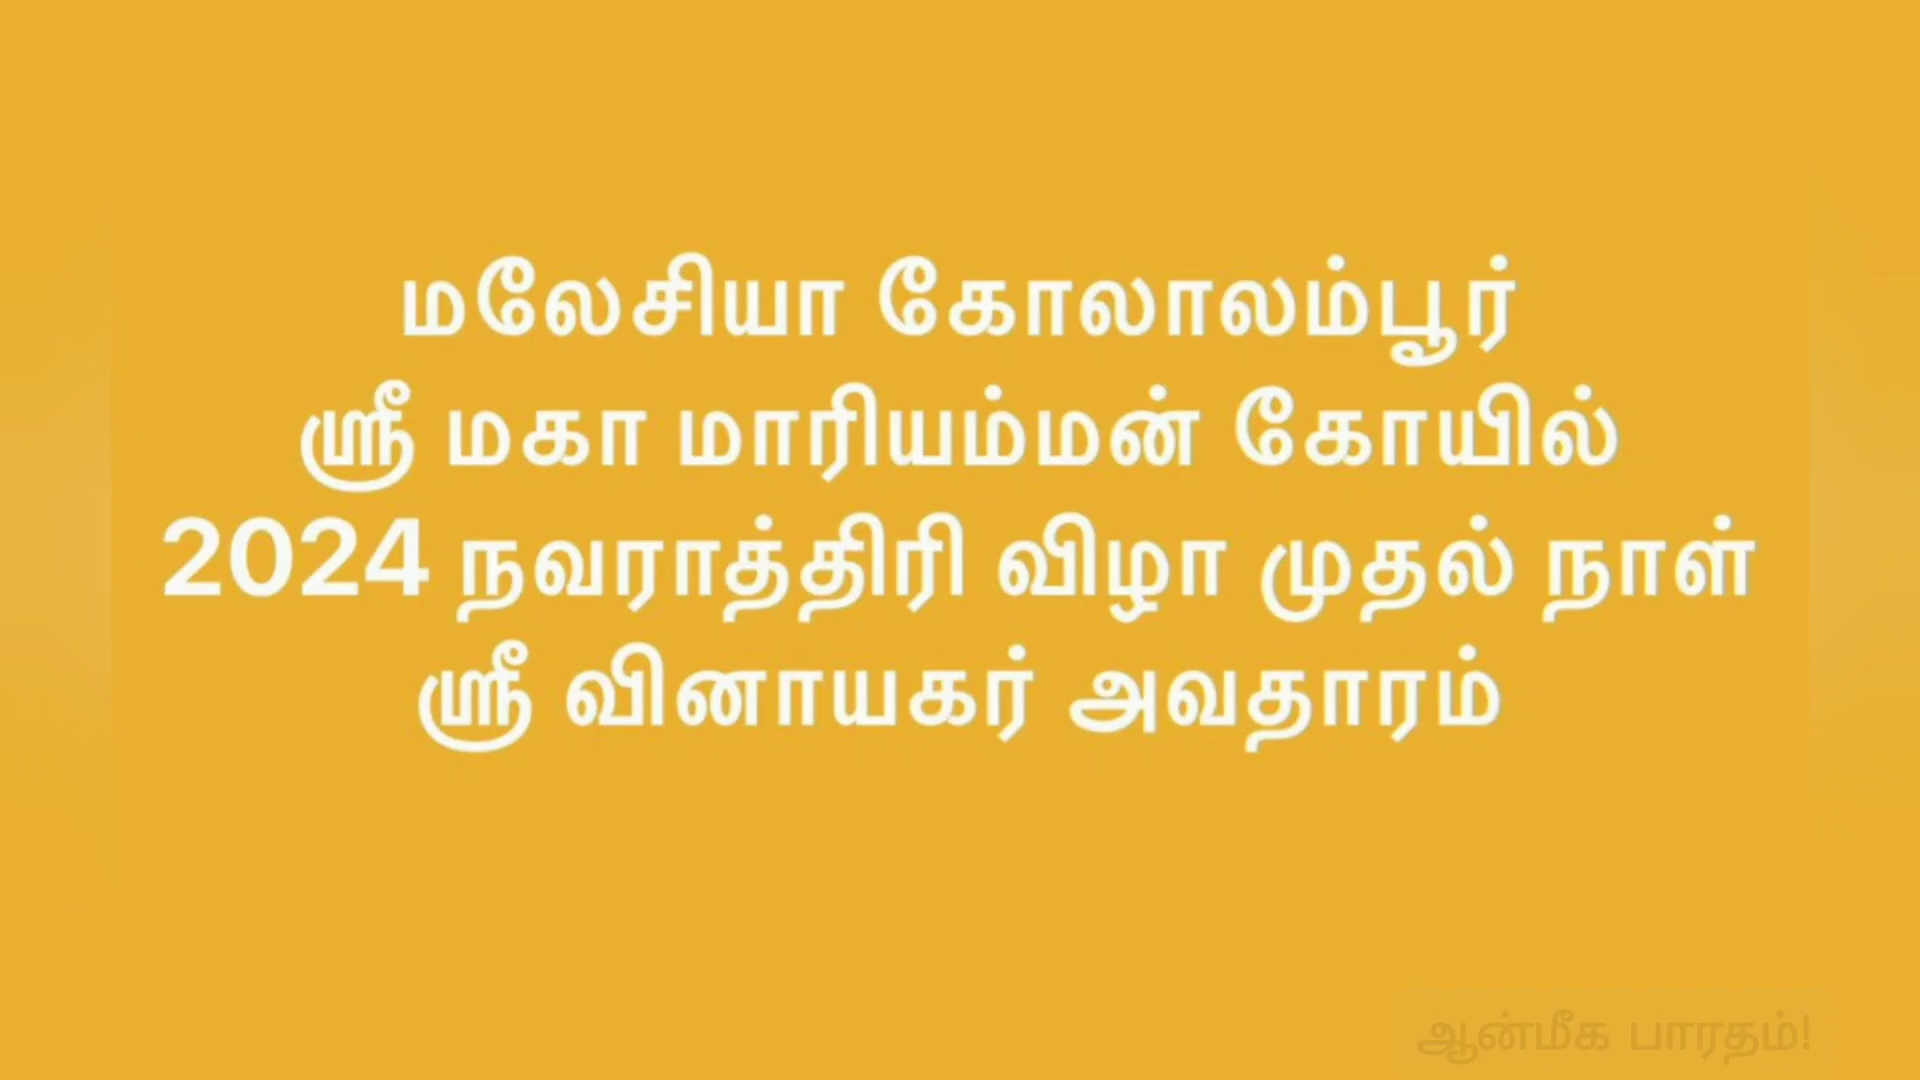 மலேசியா கோலாலம்பூர்
ஸ்ரீ மகா மாரியம்மன் கோயில்
2024 நவராத்திரி விழா முதல் நாள்
ஸ்ரீ வினாயகர் அவதாரம்
ஆன்மீக பாரதம்!